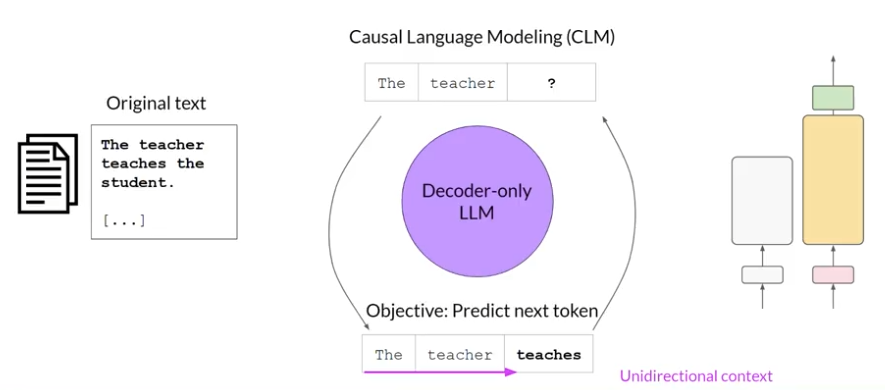 Causal Language Modeling (CLM)
The teacher ?
Original text
The teacher
teaches the
student.
[...]
Decoder-only
LLM
Objective: Predict next token
The teacher teaches
Unidirectional context